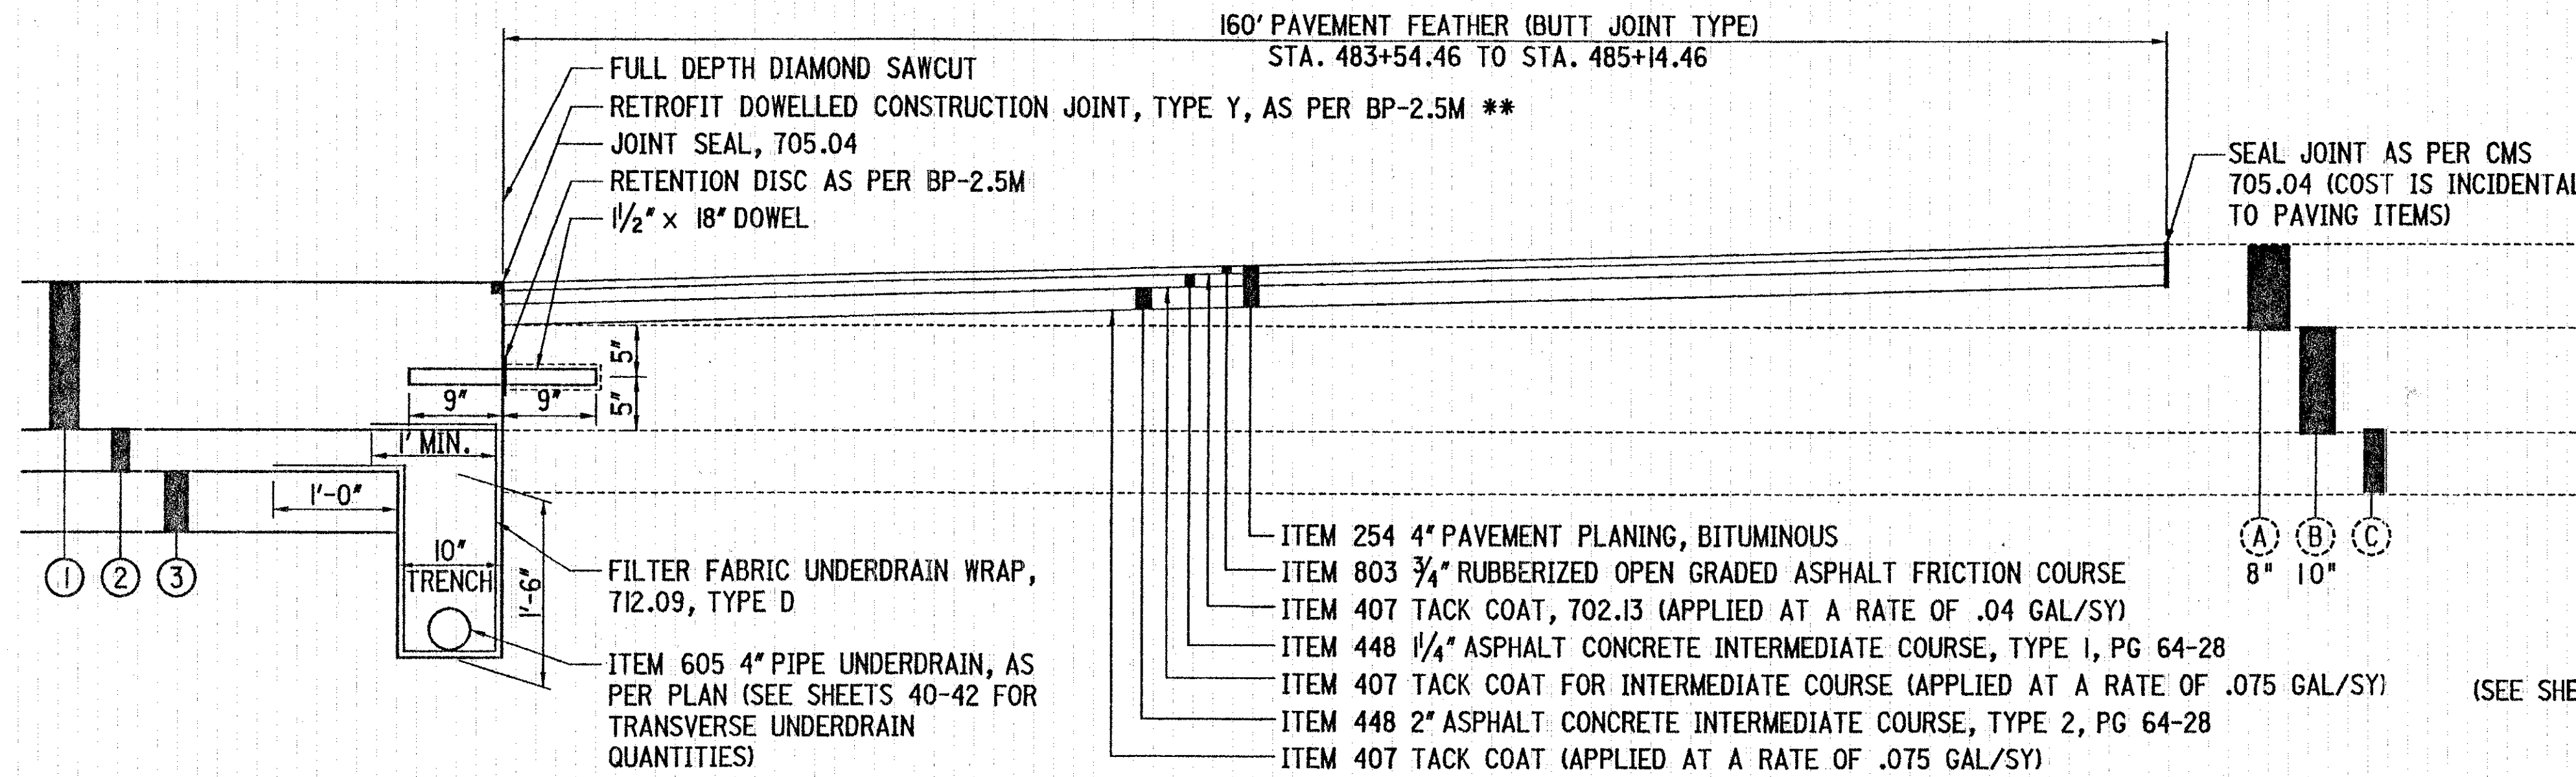 160' PAVEMENT FEATHER (BUTT JOINT TYPE)
STA. 483+54.46 TO STA. 485+14.46
FULL DEPTH DIAMOND SAWCUT
RETROFIT DOWELLED CONSTRUCTION JOINT, TYPE Y, AS PER BP-2.5M **
JOINT SEAL, 705.04
RETENTION DISC AS PER BP-2.5M
1 1/2" x 18" DOWEL
SEAL JOINT AS PER CMS
705.04 (COST IS INCIDENTAL
TO PAVING ITEMS)
5"
5"
9"
9"
1' MIN.
1'-0"
10"
TRENCH
1'-6"
1
2
3
FILTER FABRIC UNDERDRAIN WRAP,
712.09, TYPE D
ITEM 605 4" PIPE UNDERDRAIN, AS
PER PLAN (SEE SHEETS 40-42 FOR
TRANSVERSE UNDERDRAIN
QUANTITIES)
ITEM 254 4" PAVEMENT PLANING, BITUMINOUS
ITEM 803 3/4" RUBBERIZED OPEN GRADED ASPHALT FRICTION COURSE
ITEM 407 TACK COAT, 702.13 (APPLIED AT A RATE OF .04 GAL/SY)
ITEM 448 1 1/4" ASPHALT CONCRETE INTERMEDIATE COURSE, TYPE 1, PG 64-28
ITEM 407 TACK COAT FOR INTERMEDIATE COURSE (APPLIED AT A RATE OF .075 GAL/SY)
ITEM 448 2" ASPHALT CONCRETE INTERMEDIATE COURSE, TYPE 2, PG 64-28
ITEM 407 TACK COAT (APPLIED AT A RATE OF .075 GAL/SY)
A B C
8" 10"
(SEE SHE